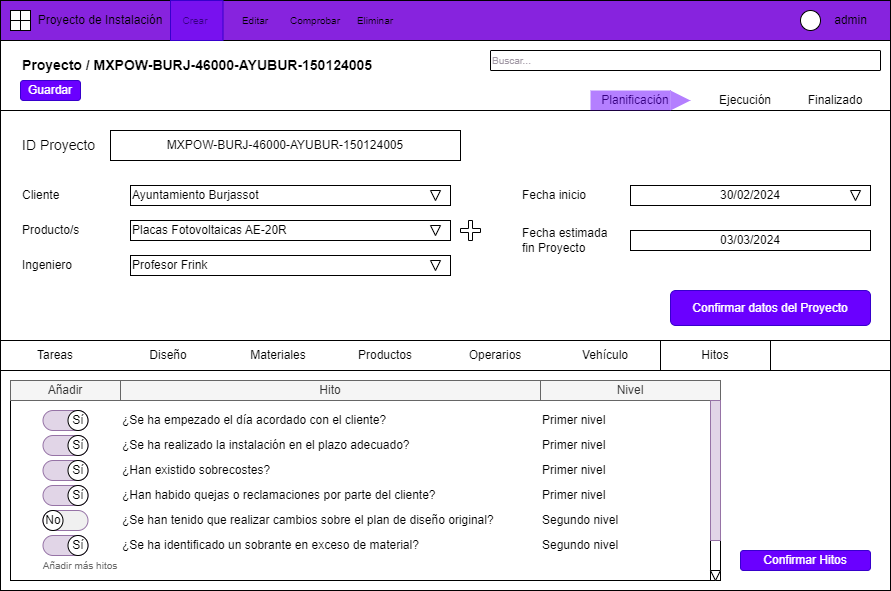 Proyecto de Instalación Crear Editar Comprobar Eliminar admin
Proyecto / MXPOW-BURJ-46000-AYUBUR-150124005
Buscar...
Guardar
Planificación Ejecución Finalizado
ID Proyecto MXPOW-BURJ-46000-AYUBUR-150124005
Cliente Ayuntamiento Burjassot Fecha inicio 30/02/2024
Producto/s Placas Fotovoltaicas AE-20R
Fecha estimada
fin Proyecto 03/03/2024
Ingeniero Profesor Frink
Confirmar datos del Proyecto
Tareas Diseño Materiales Productos Operarios Vehículo Hitos
Añadir Hito Nivel
Sí ¿Se ha empezado el día acordado con el cliente? Primer nivel
Sí ¿Se ha realizado la instalación en el plazo adecuado? Primer nivel
Sí ¿Han existido sobrecostes? Primer nivel
Sí ¿Han habido quejas o reclamaciones por parte del cliente? Primer nivel
No ¿Se han tenido que realizar cambios sobre el plan de diseño original? Segundo nivel
Sí ¿Se ha identificado un sobrante en exceso de material? Segundo nivel
Añadir más hitos
Confirmar Hitos